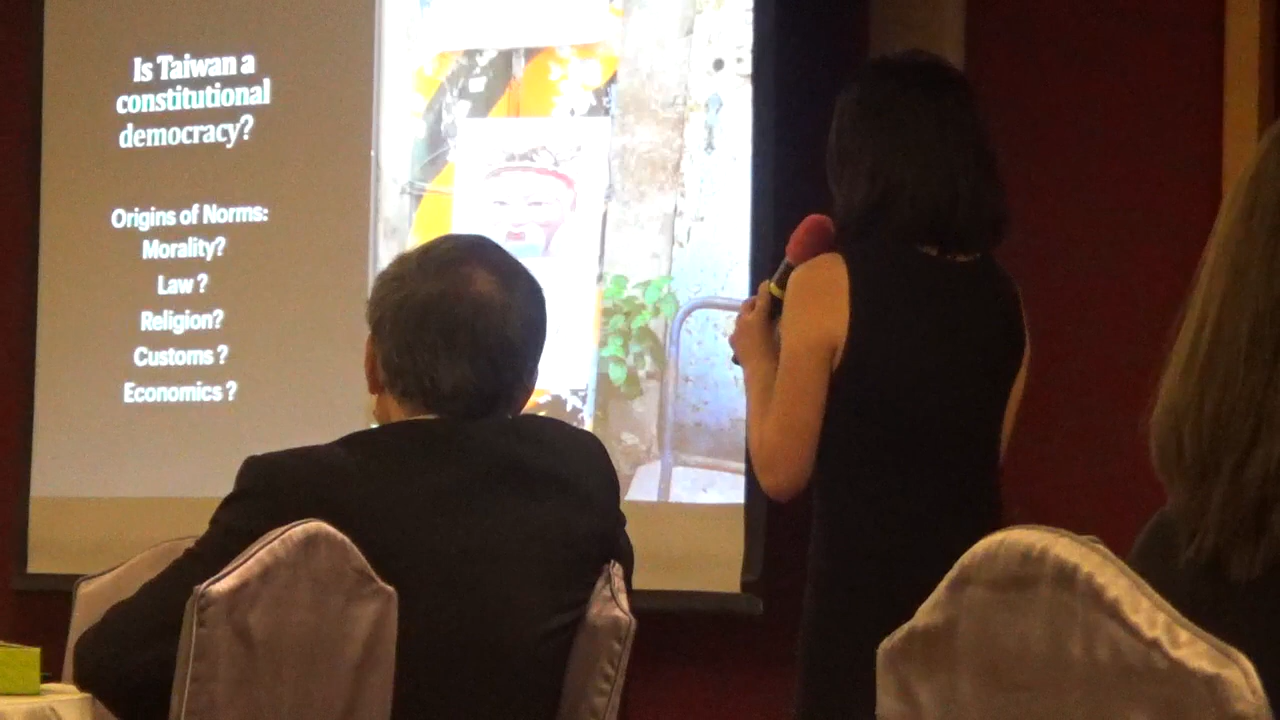 Is Taiwan a
constitutional
democracy?
Origins of Norms:
Morality?
Law ?
Religion?
Customs ?
Economics ?